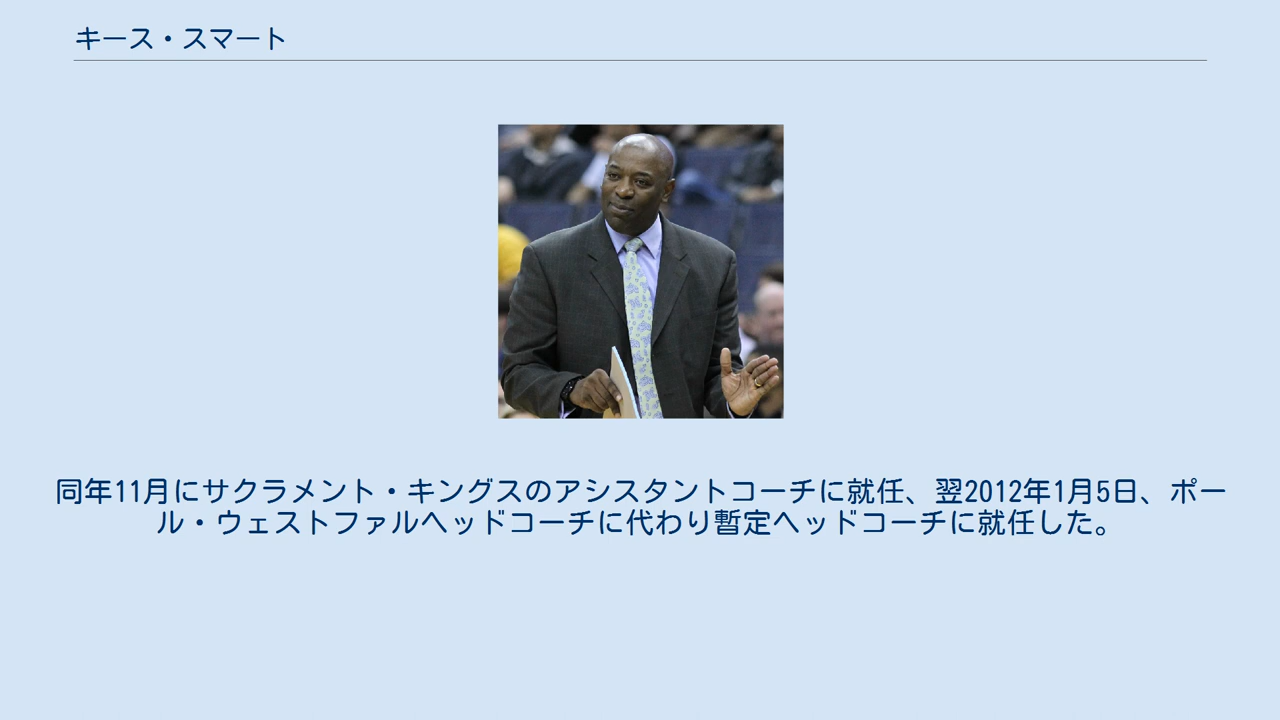 キース・スマート
同年11月にサクラメント・キングスのアシスタントコーチに就任、翌2012年1月5日、ポー
ル・ウェストファルヘッドコーチに代わり暫定ヘッドコーチに就任した。